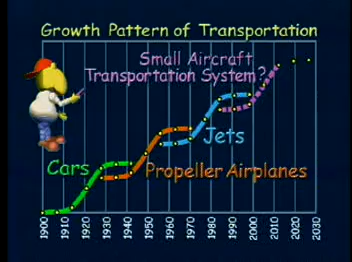 Growth Pattern of Transportation
Small Aircraft
Transportation System?
Jets
Cars
Propeller Airplanes
1900
1910
1920
1930
1940
1950
1960
1970
1980
1990
2000
2010
2020
2030